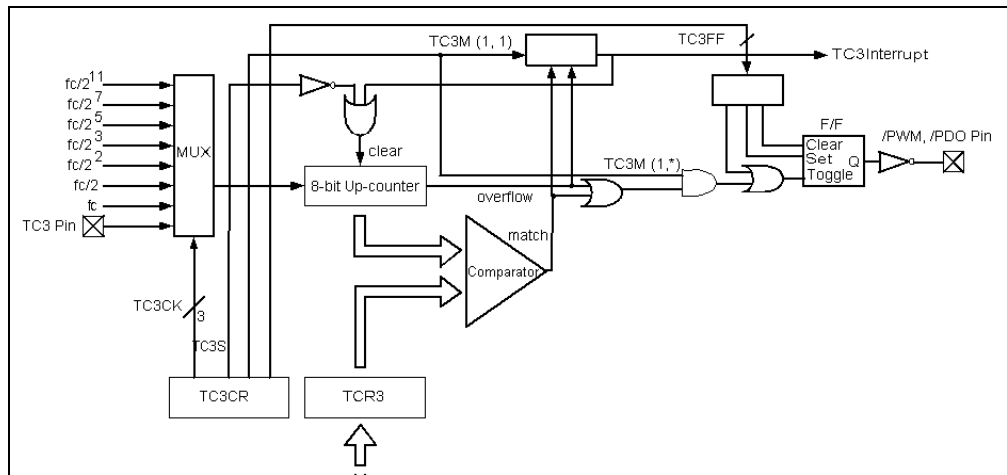 TC3M (1, 1)
TC3FF
TC3Interrupt
fc/2^11
fc/2^7
fc/2^5
fc/2^3
fc/2^2
fc/2
fc
TC3 Pin
MUX
clear
8-bit Up-counter
overflow
match
Comparator
TC3M (1,*)
F/F
Clear
Set
Q
Toggle
/PWM, /PDO Pin
TC3CK
3
TC3S
TC3CR
TCR3